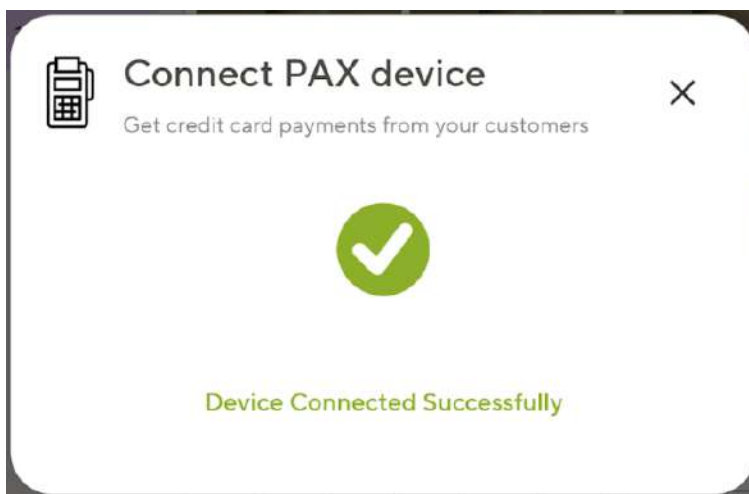 Connect PAX device
Get credit card payments from your customers
Device Connected Successfully